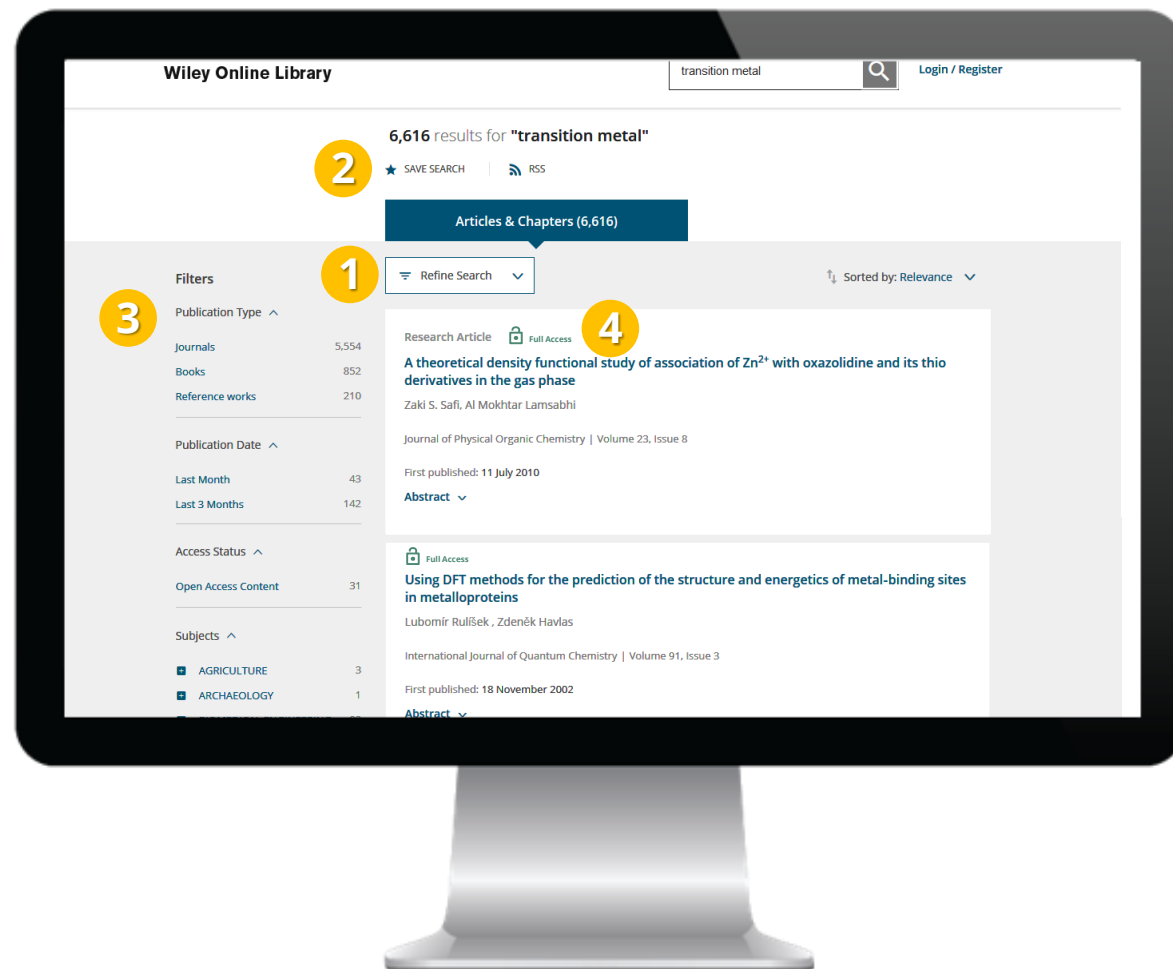 Wiley Online Library
transition metal
Login / Register
6,616 results for "transition metal"
2
SAVE SEARCH
RSS
Articles & Chapters (6,616)
1
Refine Search
Sorted by: Relevance
Filters
3
Publication Type
Journals 5,554
Books 852
Reference works 210
Publication Date
Last Month 43
Last 3 Months 142
Access Status
Open Access Content 31
Subjects
AGRICULTURE 3
ARCHAEOLOGY 1
Research Article Full Access
4
A theoretical density functional study of association of Zn²⁺ with oxazolidine and its thio
derivatives in the gas phase
Zaki S. Safi, Al Mokhtar Lamsabhi
Journal of Physical Organic Chemistry | Volume 23, Issue 8
First published: 11 July 2010
Abstract
Full Access
Using DFT methods for the prediction of the structure and energetics of metal-binding sites
in metalloproteins
Lubomír Rulíšek , Zdeněk Havlas
International Journal of Quantum Chemistry | Volume 91, Issue 3
First published: 18 November 2002
Abstract